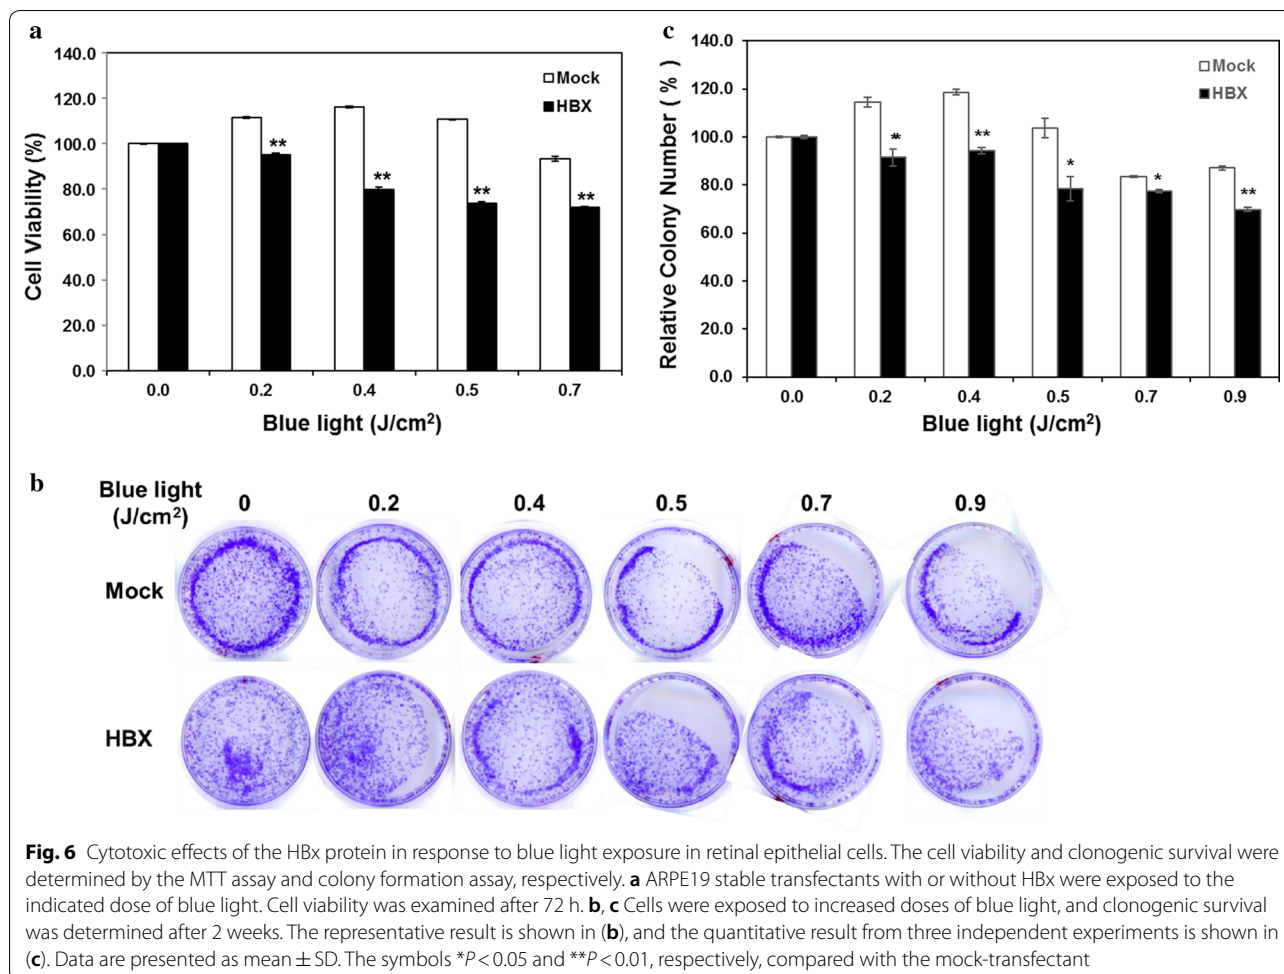 a
140.0
120.0
100.0
80.0
60.0
40.0
20.0
0.0
Cell Viability (%)
Mock
HBX
**
**
**
**
0.0 0.2 0.4 0.5 0.7
Blue light (J/cm²)
c
140.0
120.0
100.0
80.0
60.0
40.0
20.0
0.0
Relative Colony Number ( % )
Mock
HBX
**
**
*
*
**
0.0 0.2 0.4 0.5 0.7 0.9
Blue light (J/cm²)
b
Blue light 0 0.2 0.4 0.5 0.7 0.9
(J/cm²)
Mock
HBX
Fig. 6 Cytotoxic effects of the HBx protein in response to blue light exposure in retinal epithelial cells. The cell viability and clonogenic survival were
determined by the MTT assay and colony formation assay, respectively. a ARPE19 stable transfectants with or without HBx were exposed to the
indicated dose of blue light. Cell viability was examined after 72 h. b, c Cells were exposed to increased doses of blue light, and clonogenic survival
was determined after 2 weeks. The representative result is shown in (b), and the quantitative result from three independent experiments is shown in
(c). Data are presented as mean ± SD. The symbols *P < 0.05 and **P < 0.01, respectively, compared with the mock-transfectant